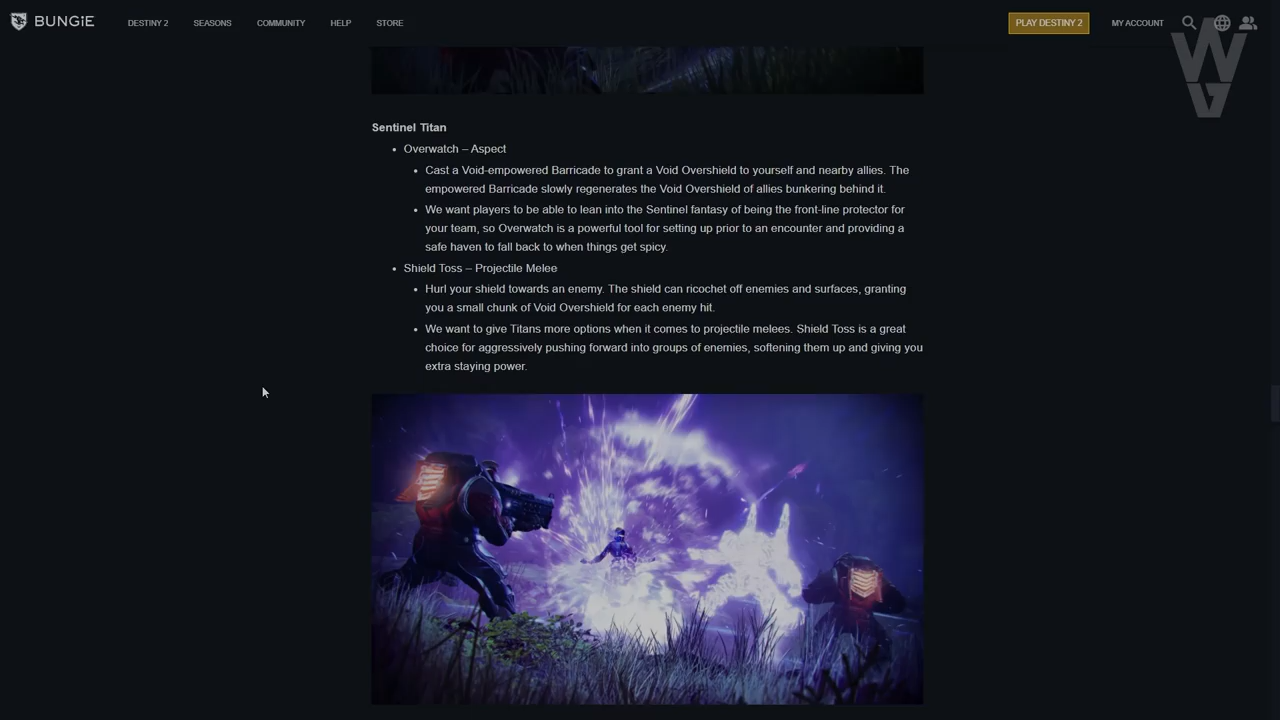 BUNGiE DESTINY 2 SEASONS COMMUNITY HELP STORE PLAY DESTINY 2 MY ACCOUNT
Sentinel Titan
• Overwatch – Aspect
• Cast a Void-empowered Barricade to grant a Void Overshield to yourself and nearby allies. The
empowered Barricade slowly regenerates the Void Overshield of allies bunkering behind it.
• We want players to be able to lean into the Sentinel fantasy of being the front-line protector for
your team, so Overwatch is a powerful tool for setting up prior to an encounter and providing a
safe haven to fall back to when things get spicy.
• Shield Toss – Projectile Melee
• Hurl your shield towards an enemy. The shield can ricochet off enemies and surfaces, granting
you a small chunk of Void Overshield for each enemy hit.
• We want to give Titans more options when it comes to projectile melees. Shield Toss is a great
choice for aggressively pushing forward into groups of enemies, softening them up and giving you
extra staying power.